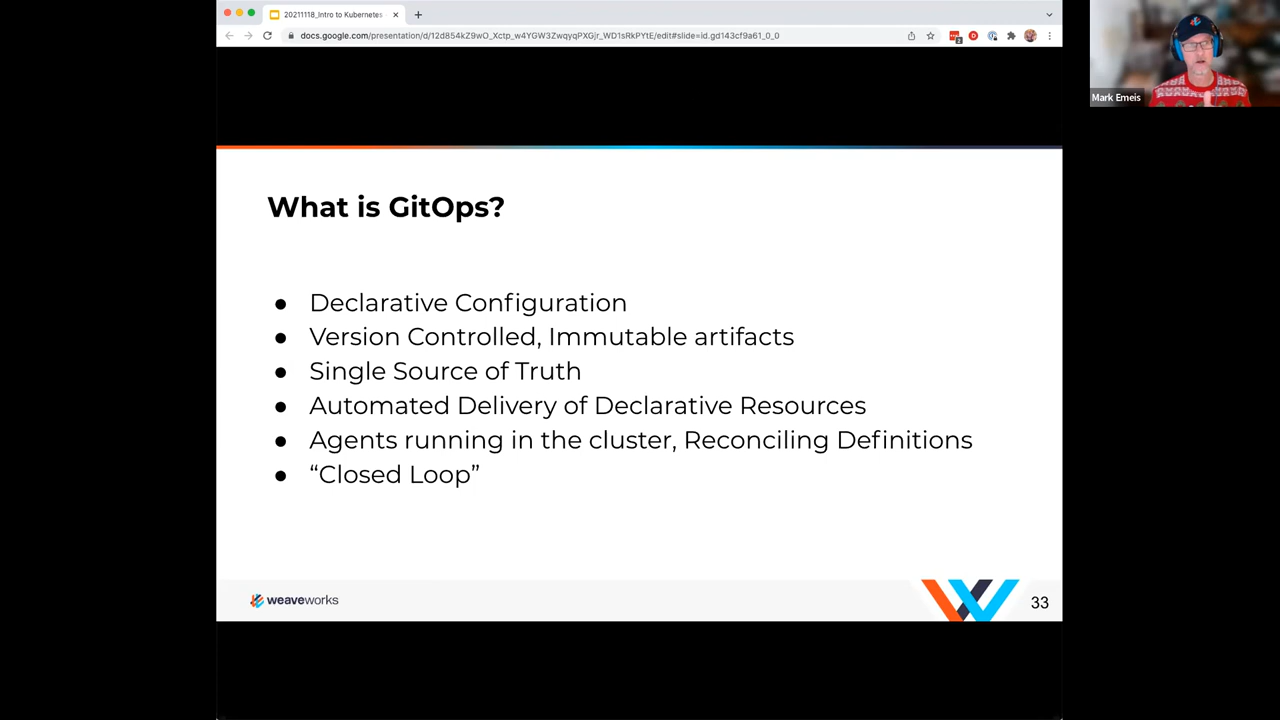 20211118_Intro to Kubernetes
docs.google.com/presentation/d/12d854kZ9wO_Xctp_w4YGW3ZwqyqPXGjr_WD1sRkPYtE/edit#slide=id.gd143cf9a61_0_0
2
Mark Emeis
What is GitOps?
● Declarative Configuration
● Version Controlled, Immutable artifacts
● Single Source of Truth
● Automated Delivery of Declarative Resources
● Agents running in the cluster, Reconciling Definitions
● “Closed Loop”
weaveworks
33